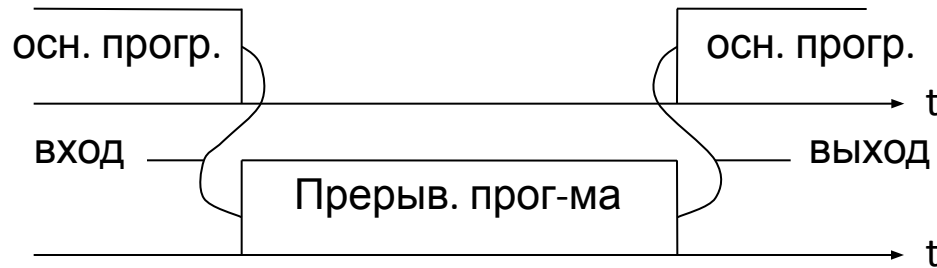 осн. прогр.
осн. прогр.
t
вход
выход
Прерыв. прог-ма
t